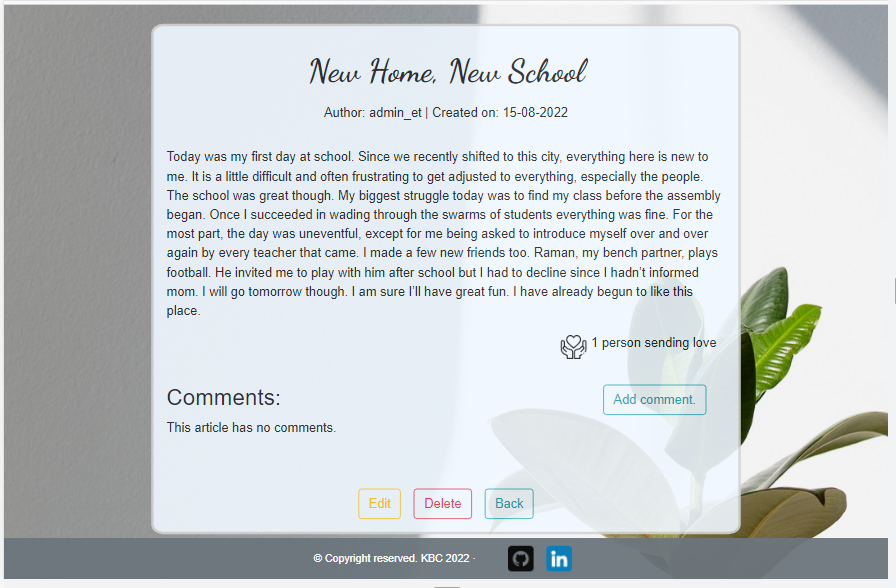 New Home, New School
Author: admin_et | Created on: 15-08-2022
Today was my first day at school. Since we recently shifted to this city, everything here is new to
me. It is a little difficult and often frustrating to get adjusted to everything, especially the people.
The school was great though. My biggest struggle today was to find my class before the assembly
began. Once I succeeded in wading through the swarms of students everything was fine. For the
most part, the day was uneventful, except for me being asked to introduce myself over and over
again by every teacher that came. I made a few new friends too. Raman, my bench partner, plays
football. He invited me to play with him after school but I had to decline since I hadn't informed
mom. I will go tomorrow though. I am sure I'll have great fun. I have already begun to like this
place.
1 person sending love
Comments:
Add comment.
This article has no comments.
Edit
Delete
Back
© Copyright reserved. KBC 2022 ·
in